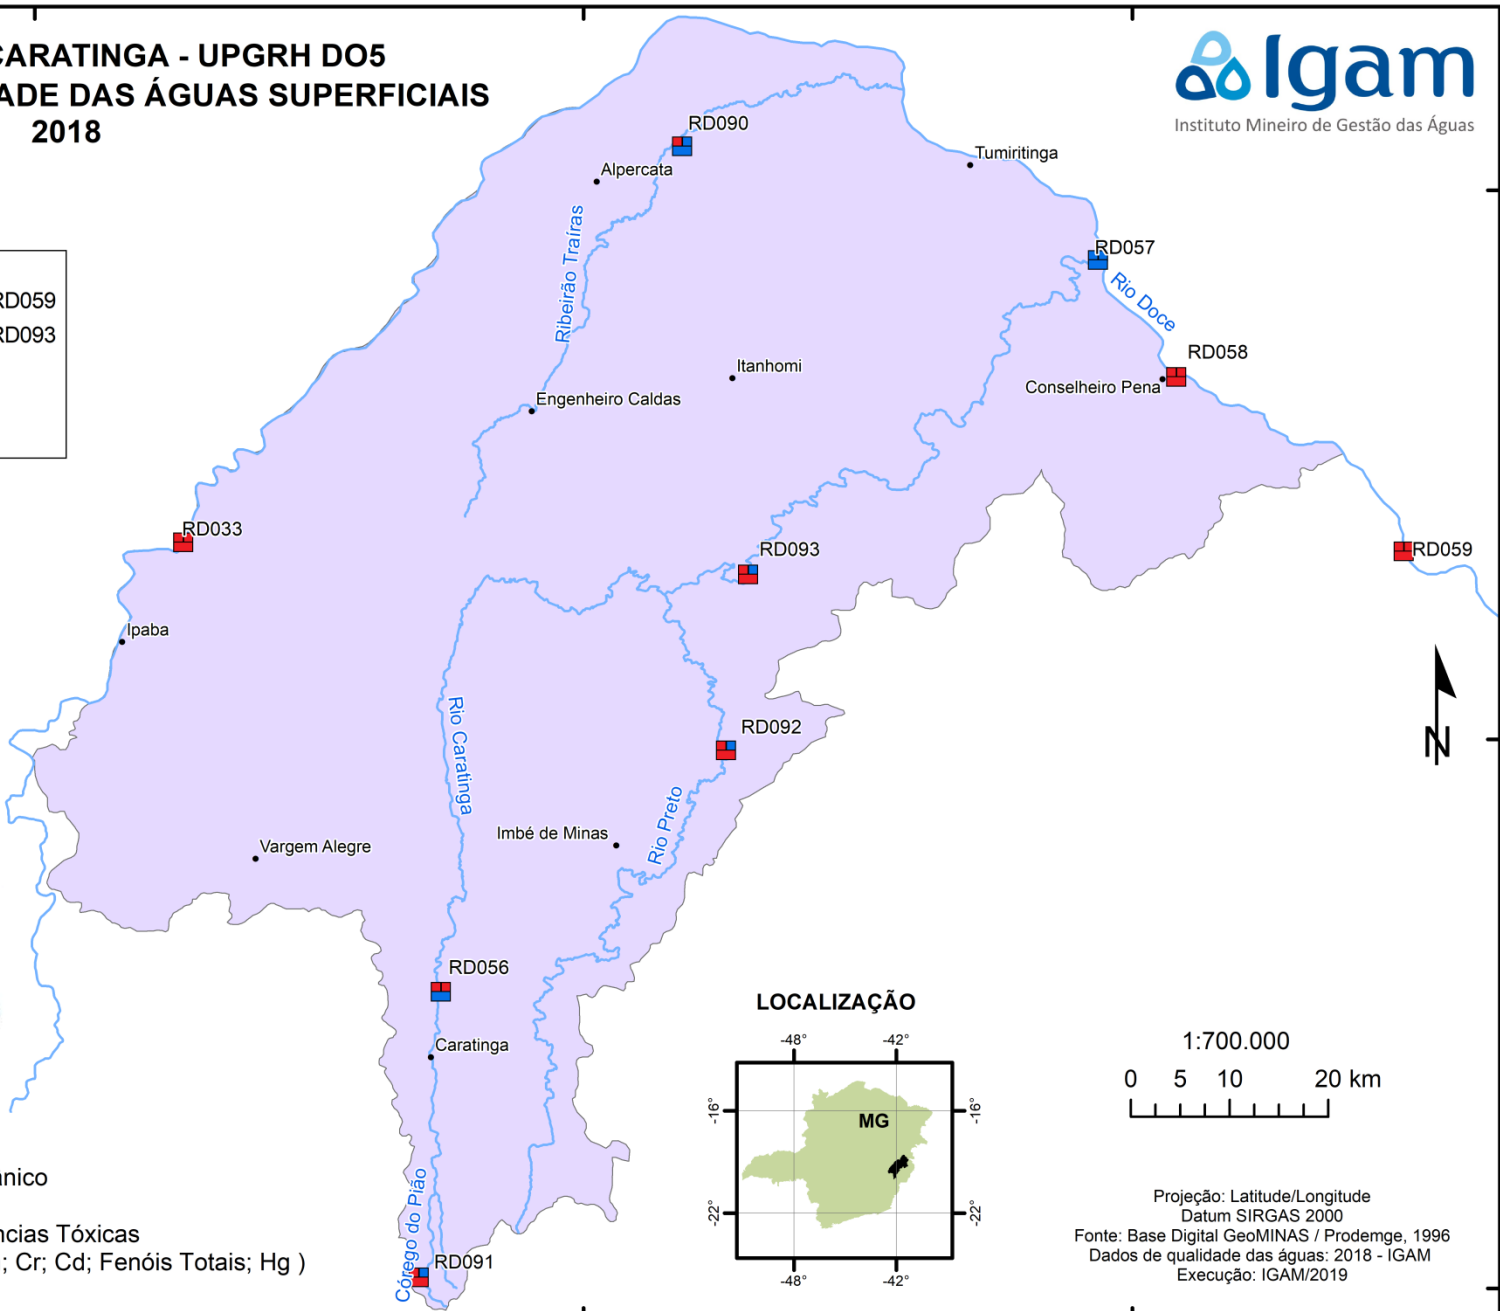 CARATINGA - UPGRH DO5
ADE DAS ÁGUAS SUPERFICIAIS
2018
Igam
Instituto Mineiro de Gestão das Águas
RD090
Alpercata
Tumiritinga
Ribeirão Traíras
RD057
Rio Doce
RD059
RD093
RD058
Itanhomi
Conselheiro Pena
Engenheiro Caldas
RD033
RD093
RD059
Ipaba
Rio Caratinga
RD092
N
Rio Preto
Imbé de Minas
Vargem Alegre
RD056
Caratinga
LOCALIZAÇÃO
-48° -42°
-16° -16°
MG
-22° -22°
-48° -42°
1:700.000
0 5 10 20 km
ânico
ncias Tóxicas
; Cr; Cd; Fenóis Totais; Hg )
Córrego do Pião
RD091
Projeção: Latitude/Longitude
Datum SIRGAS 2000
Fonte: Base Digital GeoMINAS / Prodemge, 1996
Dados de qualidade das águas: 2018 - IGAM
Execução: IGAM/2019